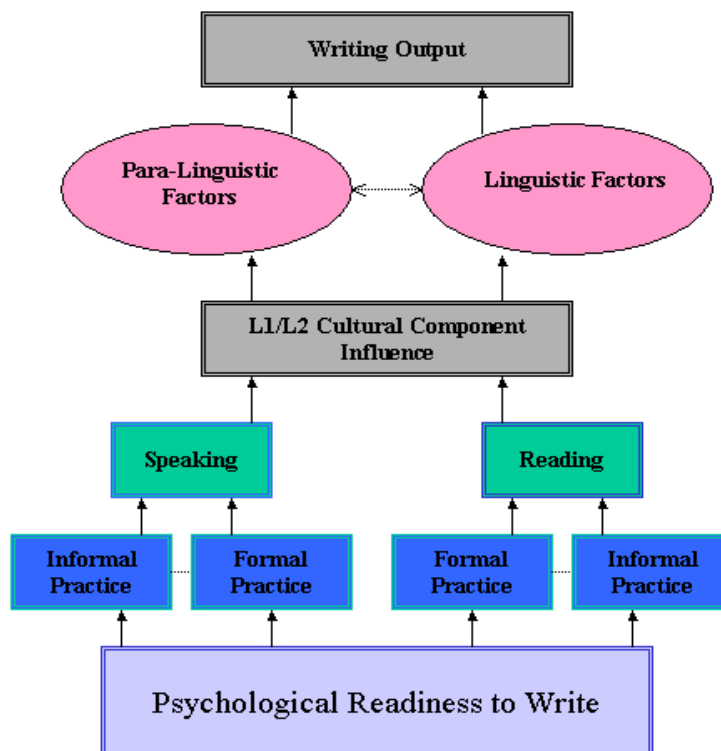 Writing Output
Para-Linguistic
Factors
Linguistic Factors
L1/L2 Cultural Component
Influence
Speaking
Reading
Informal
Practice
Formal
Practice
Formal
Practice
Informal
Practice
Psychological Readiness to Write